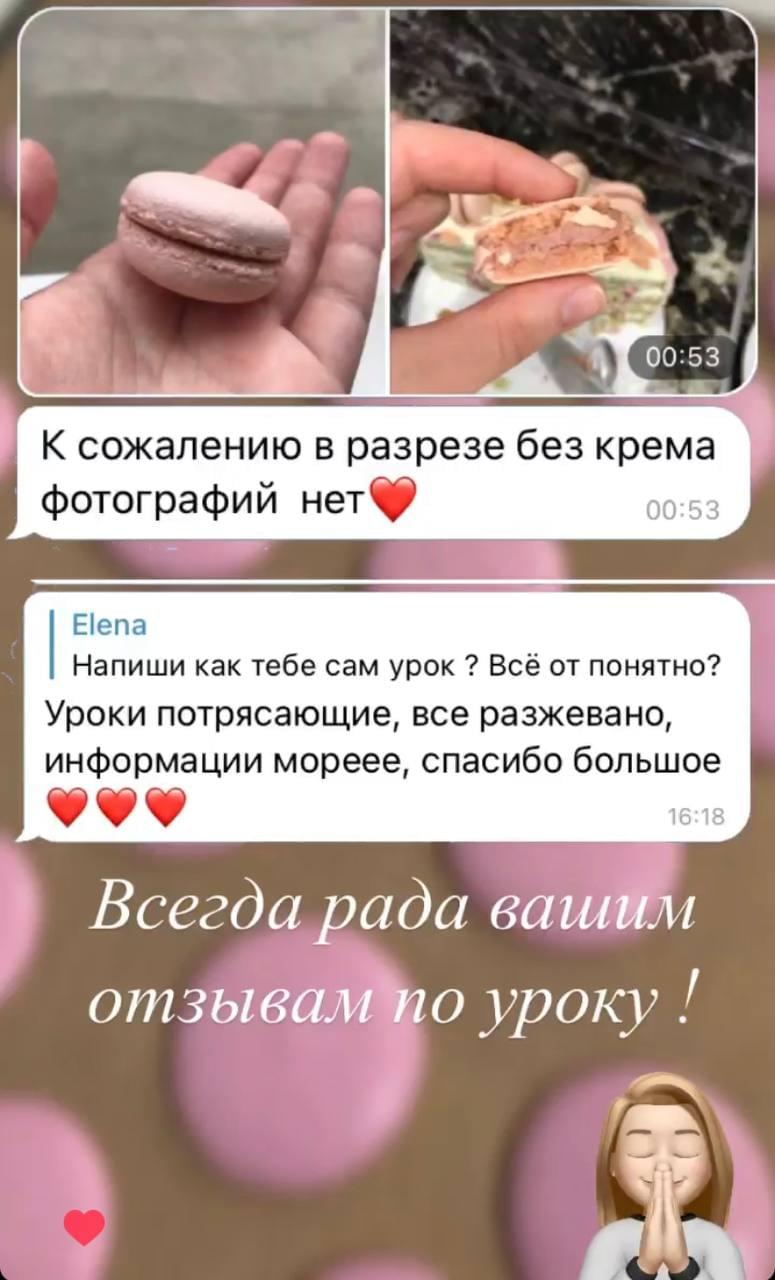 00:53
К сожалению в разрезе без крема
фотографий нет❤️
00:53
Elena
Напиши как тебе сам урок ? Всё от понятно?
Уроки потрясающие, все разжевано,
информации мореее, спасибо большое
❤️❤️❤️
16:18
Всегда рада вашим
отзывам по уроку !